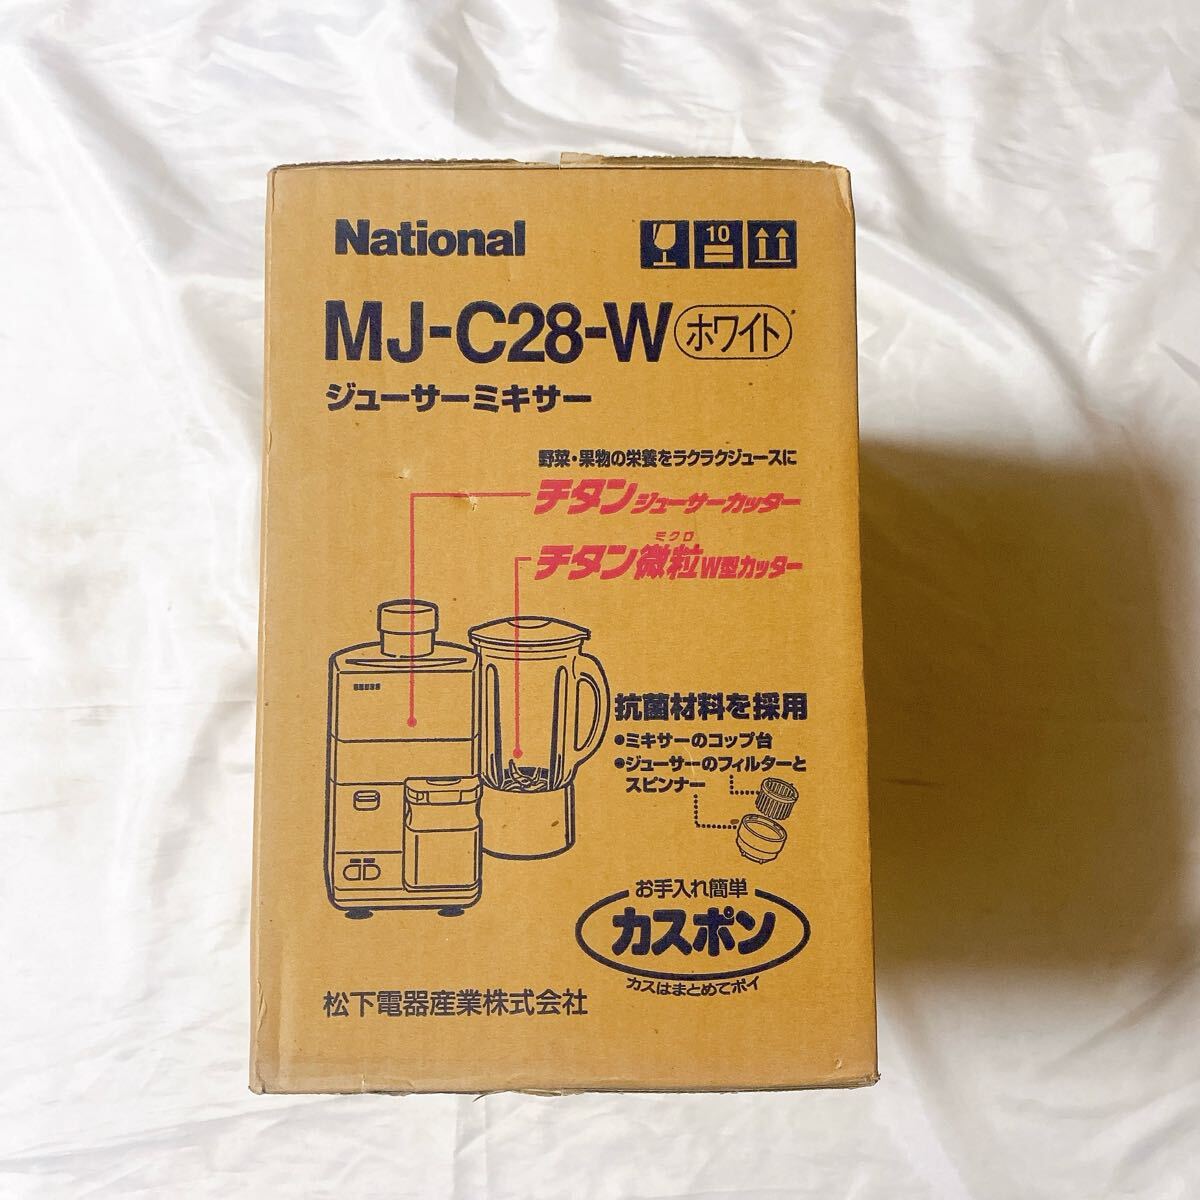 National
10
MJ-C28-W ホワイト
ジューサーミキサー
野菜・果物の栄養をラクラクジュースに
チタンジューサーカッター
ミクロ
チタン微粒W型カッター
抗菌材料を採用
•ミキサーのコップ台
•ジューサーのフィルターと
スピンナー
お手入れ簡単
カスポン
カスはまとめてポイ
松下電器産業株式会社